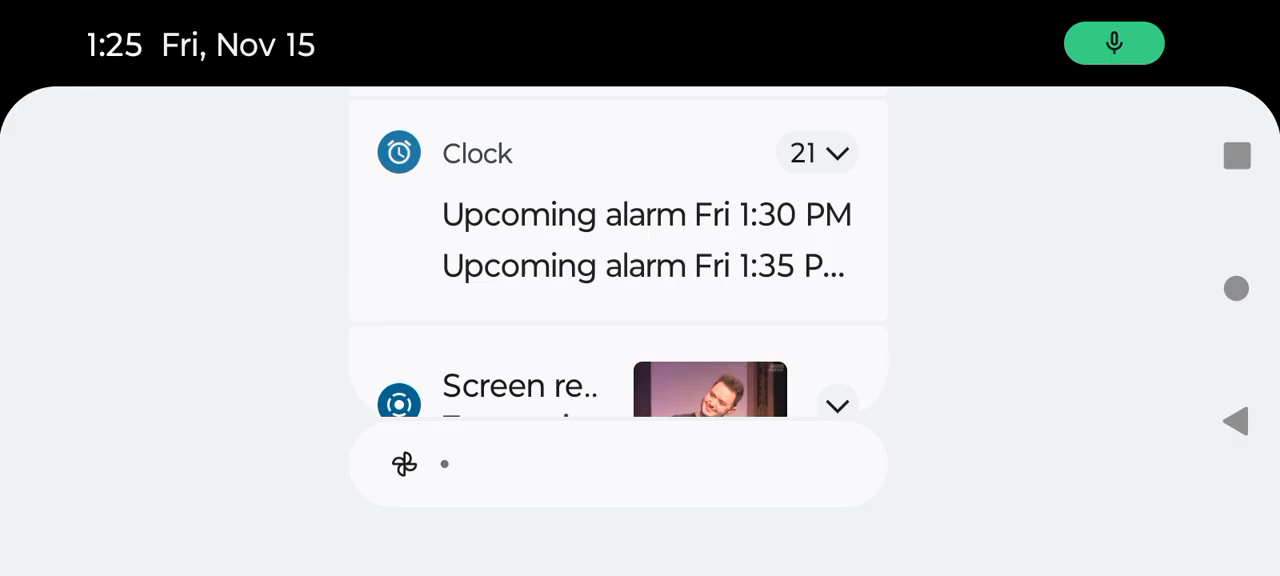 1:25 Fri, Nov 15
Clock
21
Upcoming alarm Fri 1:30 PM
Upcoming alarm Fri 1:35 P...
Screen re..